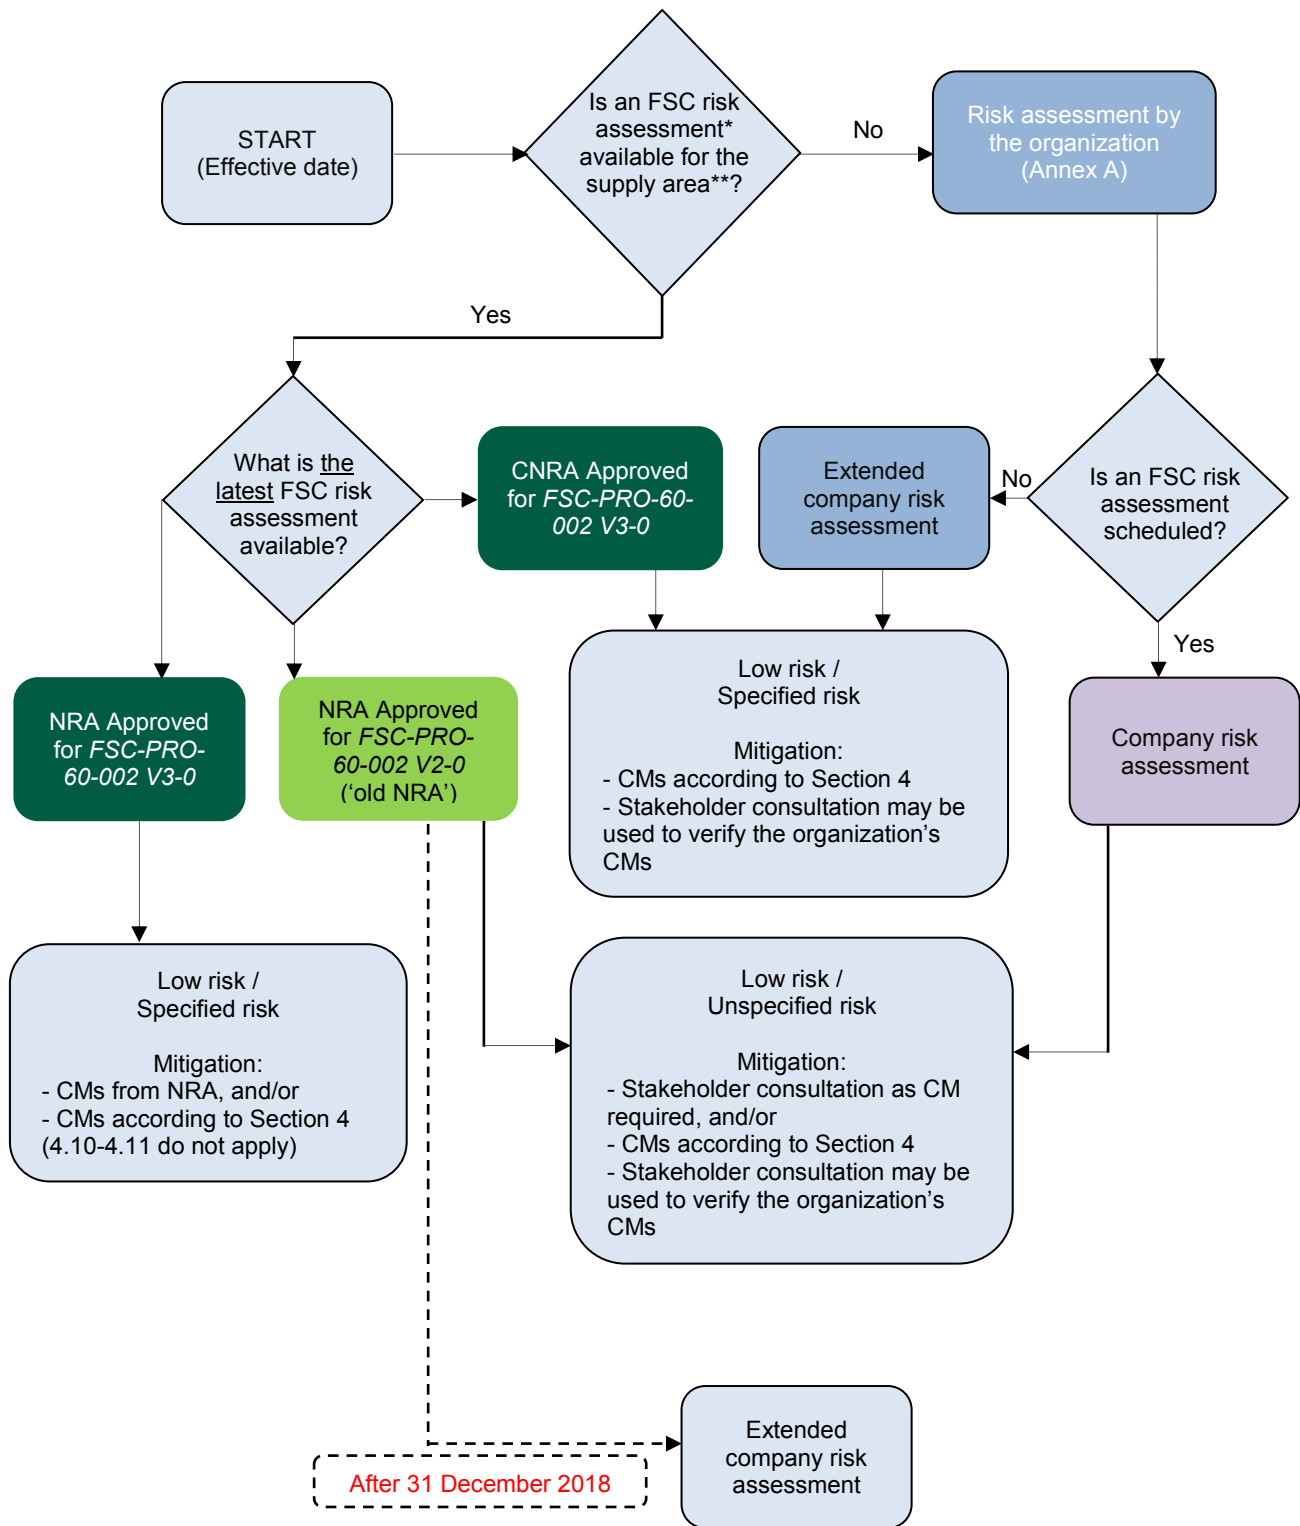 START
(Effective date)
Is an FSC risk
assessment*
available for the
supply area**?
No
Risk assessment by
the organization
(Annex A)
Yes
What is the
latest FSC risk
assessment
available?
CNRA Approved
for FSC-PRO-60-
002 V3-0
Extended
company risk
assessment
No
Is an FSC risk
assessment
scheduled?
Yes
NRA Approved
for FSC-PRO-
60-002 V3-0
NRA Approved
for FSC-PRO-
60-002 V2-0
('old NRA')
Low risk /
Specified risk
Mitigation:
- CMs according to Section 4
- Stakeholder consultation may be
used to verify the organization's
CMs
Company risk
assessment
Low risk /
Specified risk
Mitigation:
- CMs from NRA, and/or
- CMs according to Section 4
(4.10-4.11 do not apply)
Low risk /
Unspecified risk
Mitigation:
- Stakeholder consultation as CM
required, and/or
- CMs according to Section 4
- Stakeholder consultation may be
used to verify the organization's
CMs
After 31 December 2018
Extended
company risk
assessment